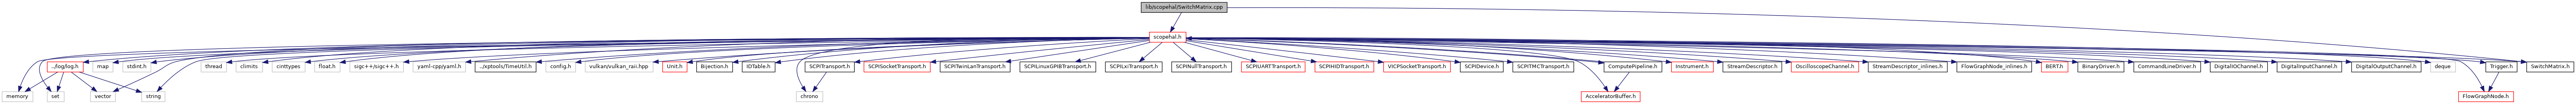 lib/scopehal/SwitchMatrix.cpp
scopehal.h
../log/log.h
map
stdint.h
thread
climits
cinttypes
float.h
sigc++/sigc++.h
yaml-cpp/yaml.h
../xptools/TimeUtil.h
config.h
vulkan/vulkan_raii.hpp
Unit.h
Bijection.h
IDTable.h
SCPITransport.h
SCPISocketTransport.h
SCPITwinLanTransport.h
SCPILinuxGPIBTransport.h
SCPILxiTransport.h
SCPINullTransport.h
SCPIUARTTransport.h
SCPIHIDTransport.h
VICPSocketTransport.h
SCPIDevice.h
SCPITMCTransport.h
ComputePipeline.h
Instrument.h
StreamDescriptor.h
OscilloscopeChannel.h
StreamDescriptor_inlines.h
FlowGraphNode_inlines.h
BERT.h
BinaryDriver.h
CommandLineDriver.h
DigitalIOChannel.h
DigitalInputChannel.h
DigitalOutputChannel.h
deque
Trigger.h
SwitchMatrix.h
memory
set
vector
string
chrono
AcceleratorBuffer.h
FlowGraphNode.h